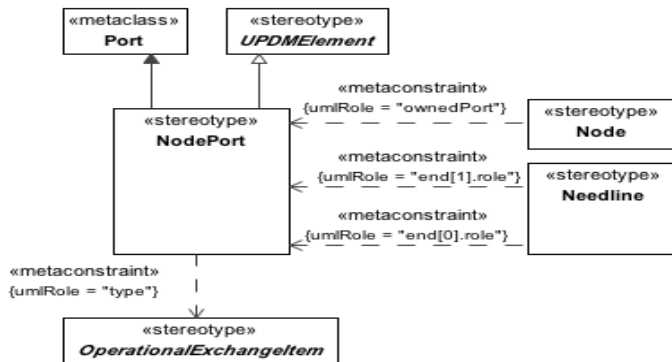 «metaclass»
Port
«stereotype»
UPDMElement
«metaconstraint»
{umlRole = "ownedPort"}
«stereotype»
NodePort
«stereotype»
Node
«metaconstraint»
{umlRole = "end[1].role"}
«stereotype»
Needline
«metaconstraint»
{umlRole = "end[0].role"}
«metaconstraint»
{umlRole = "type"}
«stereotype»
OperationalExchangeItem